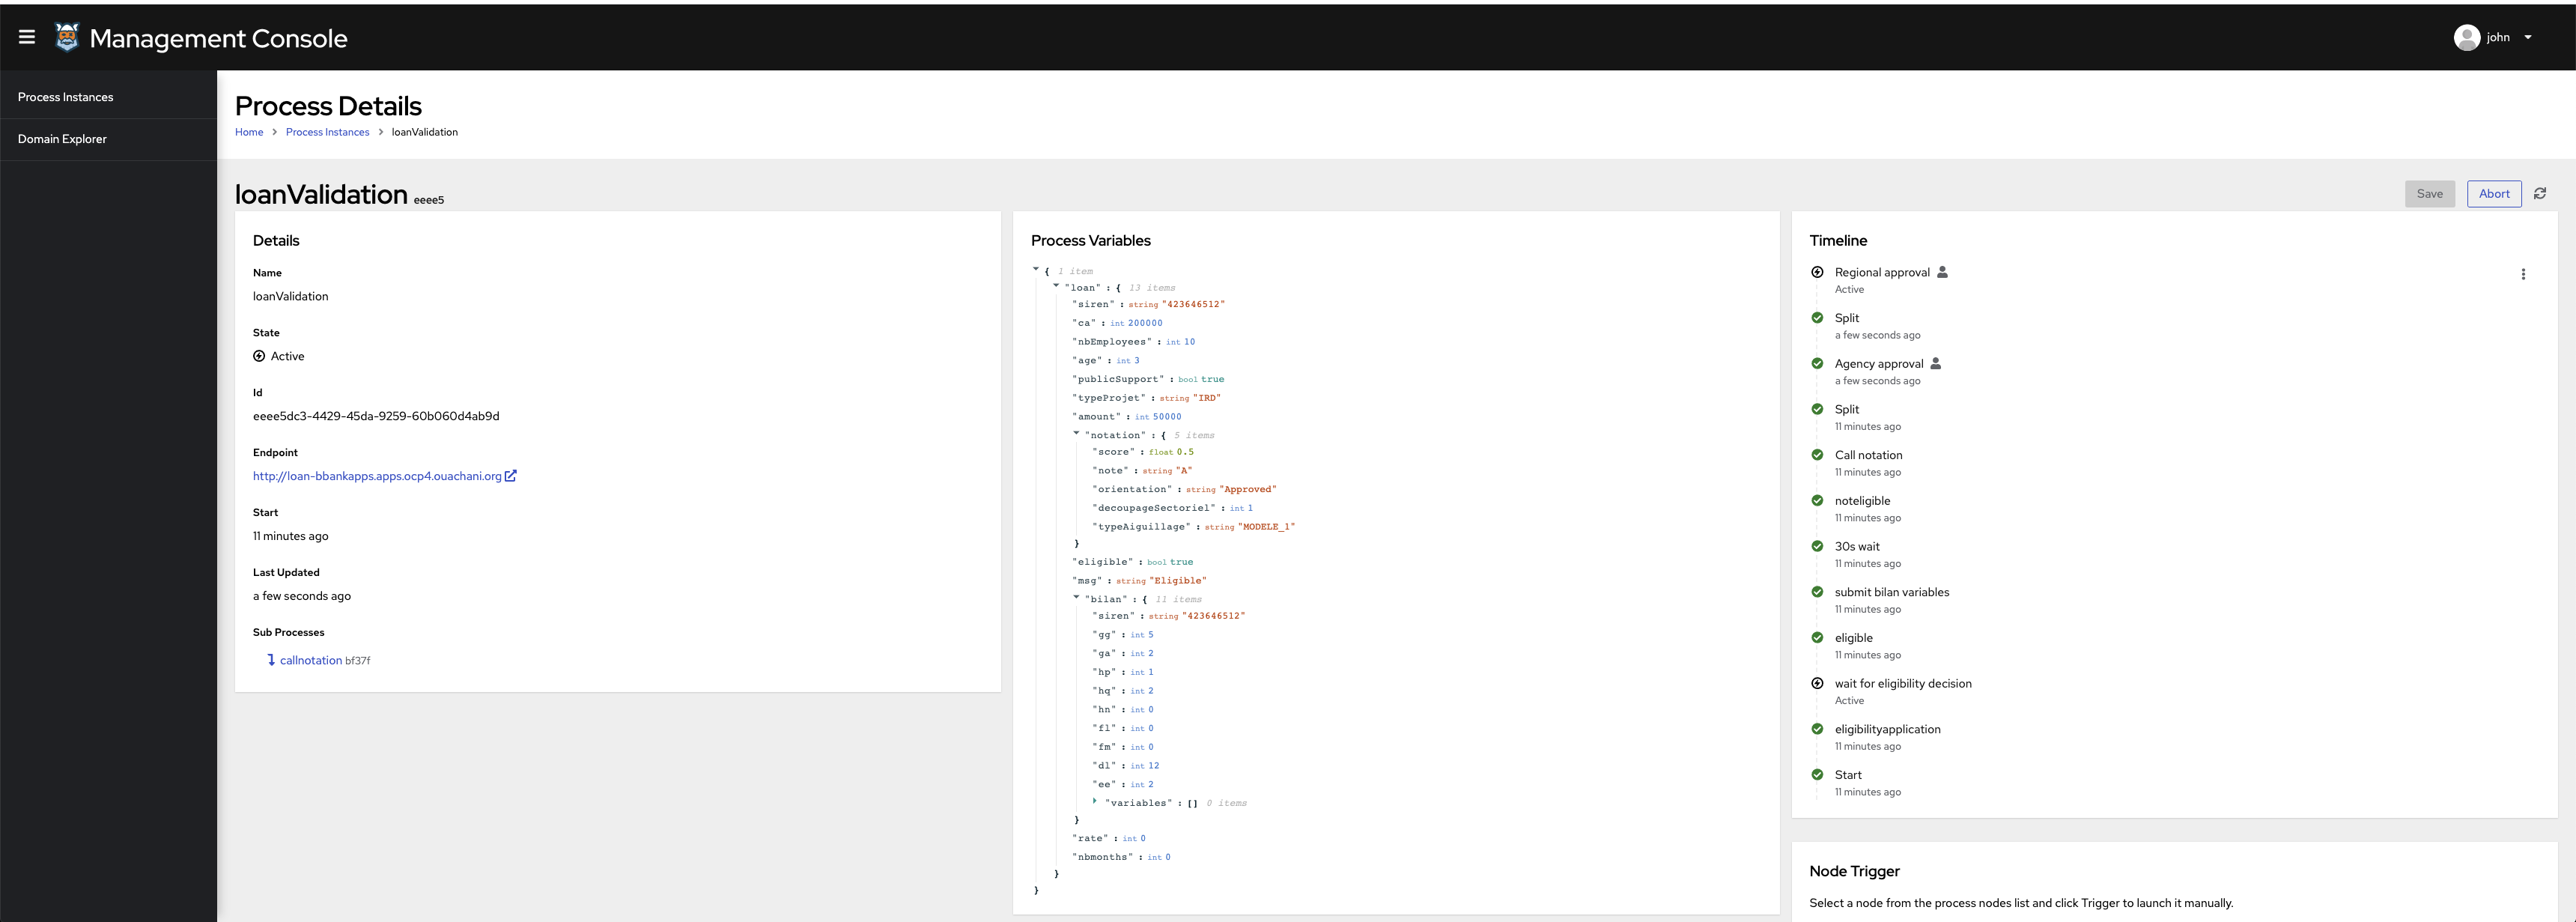 Management Console
john
Process Instances
Domain Explorer
Process Details
Home > Process Instances > loanValidation
loanValidation eeee5
Save
Abort
Details
Name
loanValidation
State
Active
Id
eeee5dc3-4429-45da-9259-60b060d4ab9d
Endpoint
http://loan-bbankapps.apps.ocp4.ouachani.org
Start
11 minutes ago
Last Updated
a few seconds ago
Sub Processes
callnotation bf37f
Process Variables
{ 1 item
"loan" : { 13 items
"siren" : string "423646512"
"ca" : int 200000
"nbEmployees" : int 10
"age" : int 3
"publicSupport" : bool true
"typeProjet" : string "IRD"
"amount" : int 50000
"notation" : { 5 items
"score" : float 0.5
"note" : string "A"
"orientation" : string "Approved"
"decoupageSectoriel" : int 1
"typeAiguillage" : string "MODELE_1"
}
"eligible" : bool true
"msg" : string "Eligible"
"bilan" : { 11 items
"siren" : string "423646512"
"gg" : int 5
"ga" : int 2
"hp" : int 1
"hq" : int 2
"hn" : int 0
"fl" : int 0
"fm" : int 0
"dl" : int 12
"ee" : int 2
"variables" : [] 0 items
}
"rate" : int 0
"nbmonths" : int 0
}
}
Timeline
Regional approval
Active
Split
a few seconds ago
Agency approval
a few seconds ago
Split
11 minutes ago
Call notation
11 minutes ago
noteligible
11 minutes ago
30s wait
11 minutes ago
submit bilan variables
11 minutes ago
eligible
11 minutes ago
wait for eligibility decision
Active
eligibilityapplication
11 minutes ago
Start
11 minutes ago
Node Trigger
Select a node from the process nodes list and click Trigger to launch it manually.